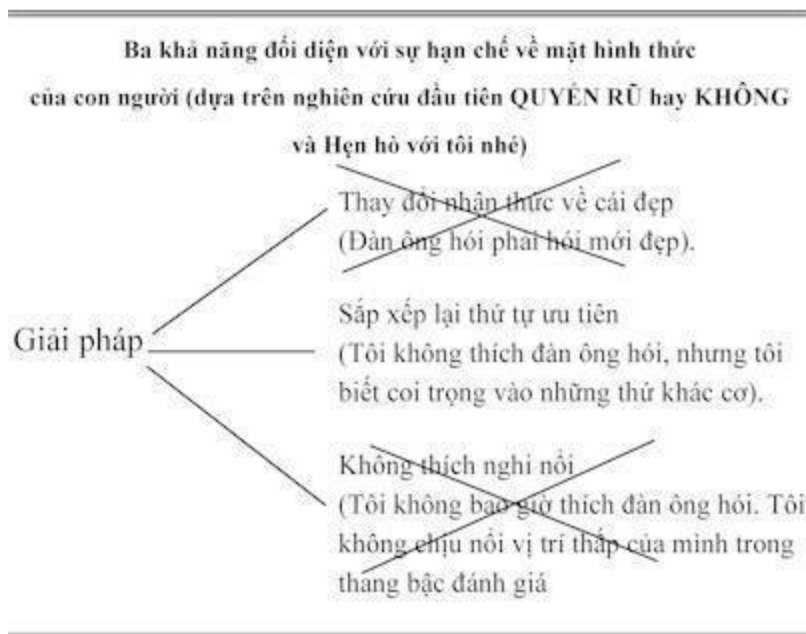 Ba khả năng đối diện với sự hạn chế về mặt hình thức
của con người (dựa trên nghiên cứu đầu tiên QUYẾN RŨ hay KHÔNG
và Hẹn hò với tôi nhé)
Thay đổi nhận thức về cái đẹp
(Đàn ông hói phải hói mới đẹp).
Giải pháp
Sắp xếp lại thứ tự ưu tiên
(Tôi không thích đàn ông hói, nhưng tôi
biết coi trọng vào những thứ khác cơ).
Không thích nghi nổi
(Tôi không bao giờ thích đàn ông hói. Tôi
không chịu nổi vị trí thấp của mình trong
thang bậc đánh giá